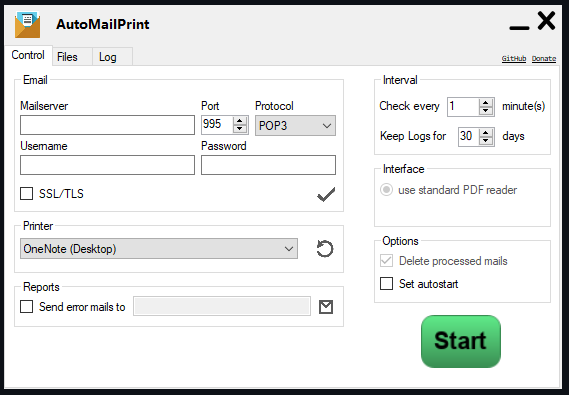 AutoMailPrint
Control Files Log
GitHub Donate
Email
Mailserver Port Protocol
995 POP3
Username Password
SSL/TLS
Printer
OneNote (Desktop)
Reports
Send error mails to
Interval
Check every 1 minute(s)
Keep Logs for 30 days
Interface
use standard PDF reader
Options
Delete processed mails
Set autostart
Start